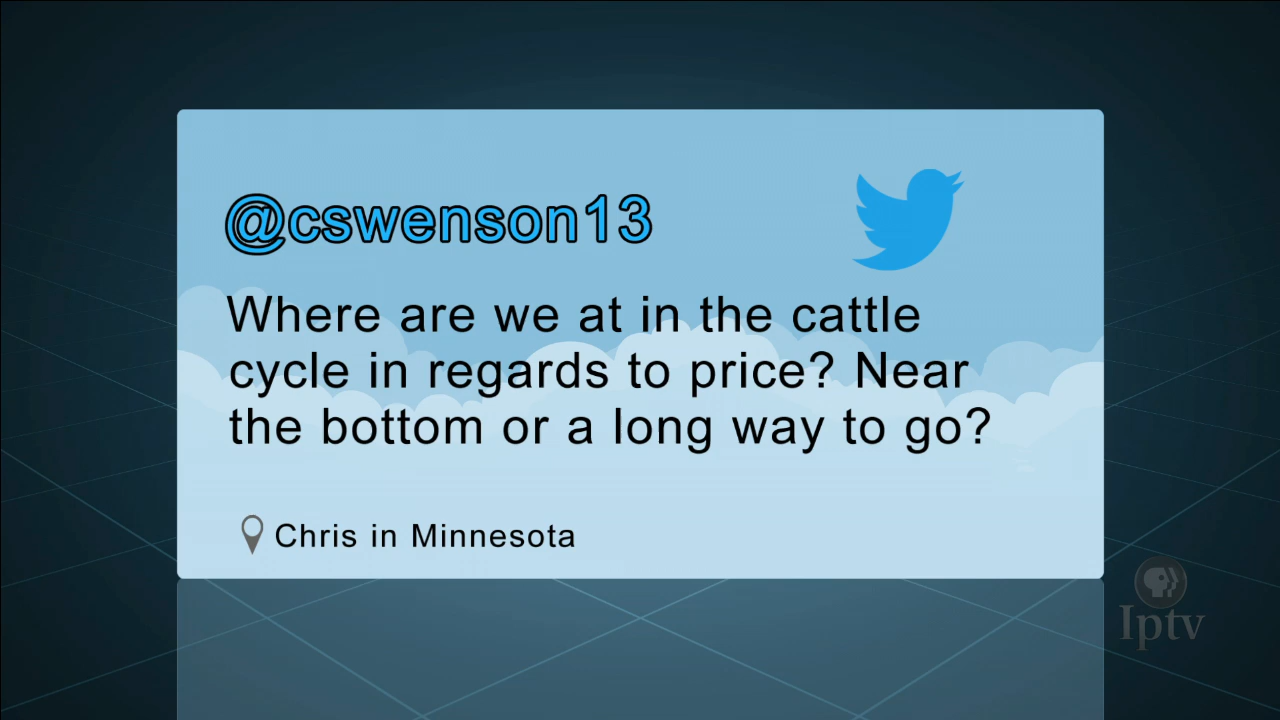 @cswenson13
Where are we at in the cattle
cycle in regards to price? Near
the bottom or a long way to go?
Chris in Minnesota
Iptv